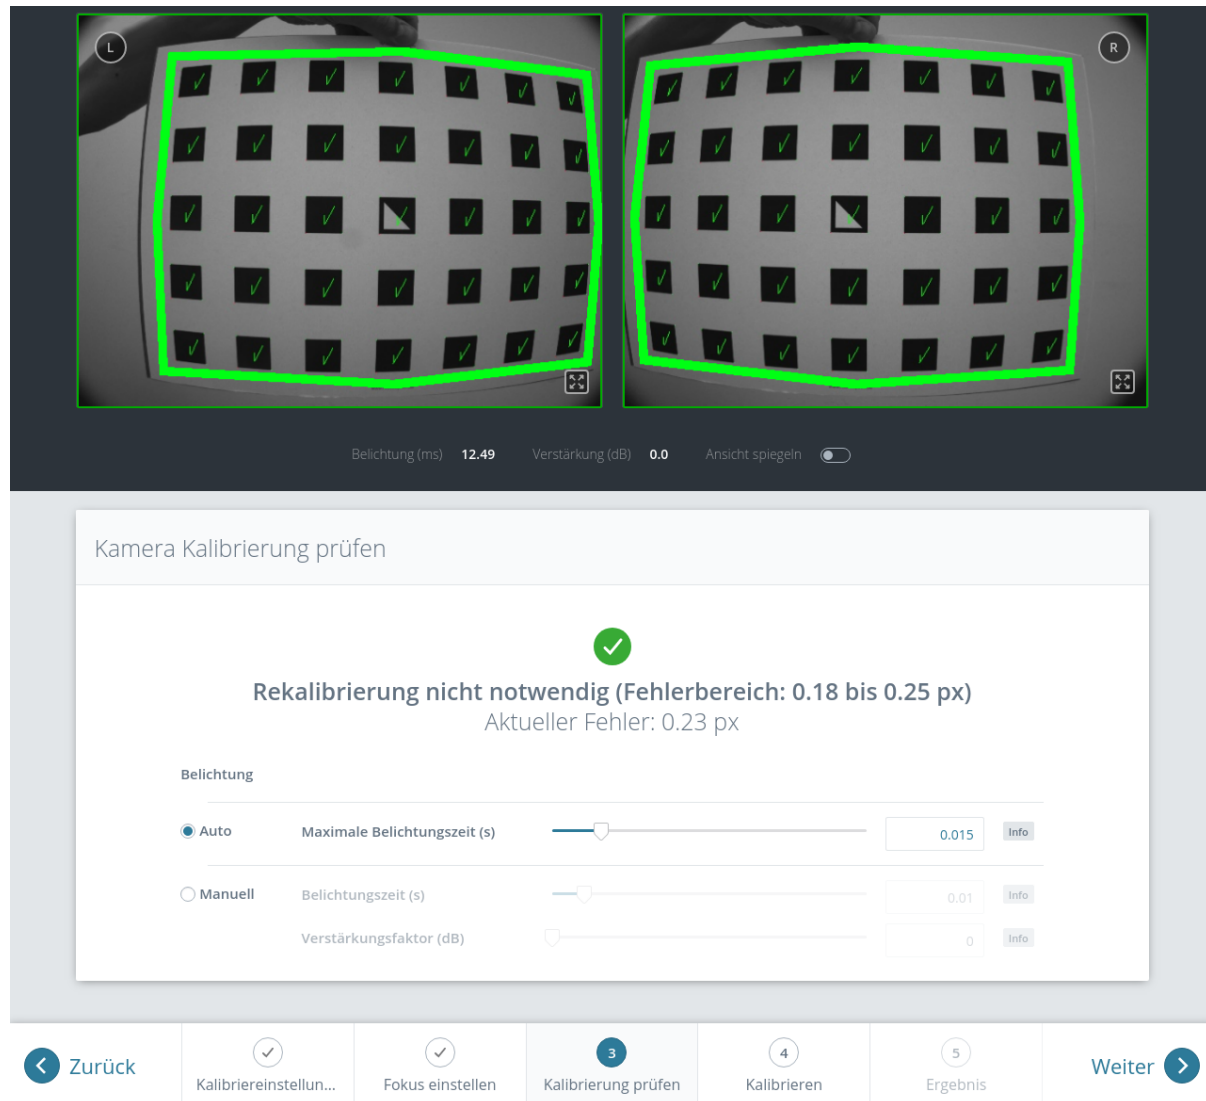 L
R
Belichtung (ms) 12.49 Verstärkung (dB) 0.0 Ansicht spiegeln
Kamera Kalibrierung prüfen
Rekalibrierung nicht notwendig (Fehlerbereich: 0.18 bis 0.25 px)
Aktueller Fehler: 0.23 px
Belichtung
Auto Maximale Belichtungszeit (s) 0.015 Info
Manuell Belichtungszeit (s) 0.01 Info
Verstärkungsfaktor (dB) 0 Info
Zurück
Kalibriereinstellun...
Fokus einstellen
3
Kalibrierung prüfen
4
Kalibrieren
5
Ergebnis
Weiter